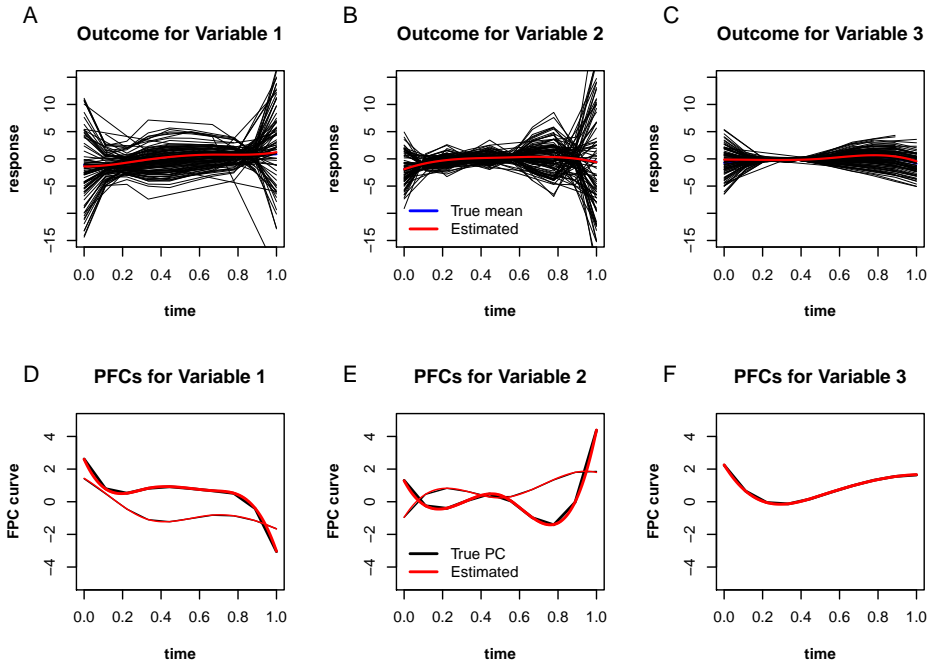 A
B
C
Outcome for Variable 1
Outcome for Variable 2
Outcome for Variable 3
response
10
5
0
−5
−15
0.0 0.2 0.4 0.6 0.8 1.0
time
response
10
5
0
−5
−15
True mean
Estimated
0.0 0.2 0.4 0.6 0.8 1.0
time
response
10
5
0
−5
−15
0.0 0.2 0.4 0.6 0.8 1.0
time
D
E
F
PFCs for Variable 1
PFCs for Variable 2
PFCs for Variable 3
FPC curve
4
2
0
−2
−4
0.0 0.2 0.4 0.6 0.8 1.0
time
FPC curve
4
2
0
−2
−4
True PC
Estimated
0.0 0.2 0.4 0.6 0.8 1.0
time
FPC curve
4
2
0
−2
−4
0.0 0.2 0.4 0.6 0.8 1.0
time